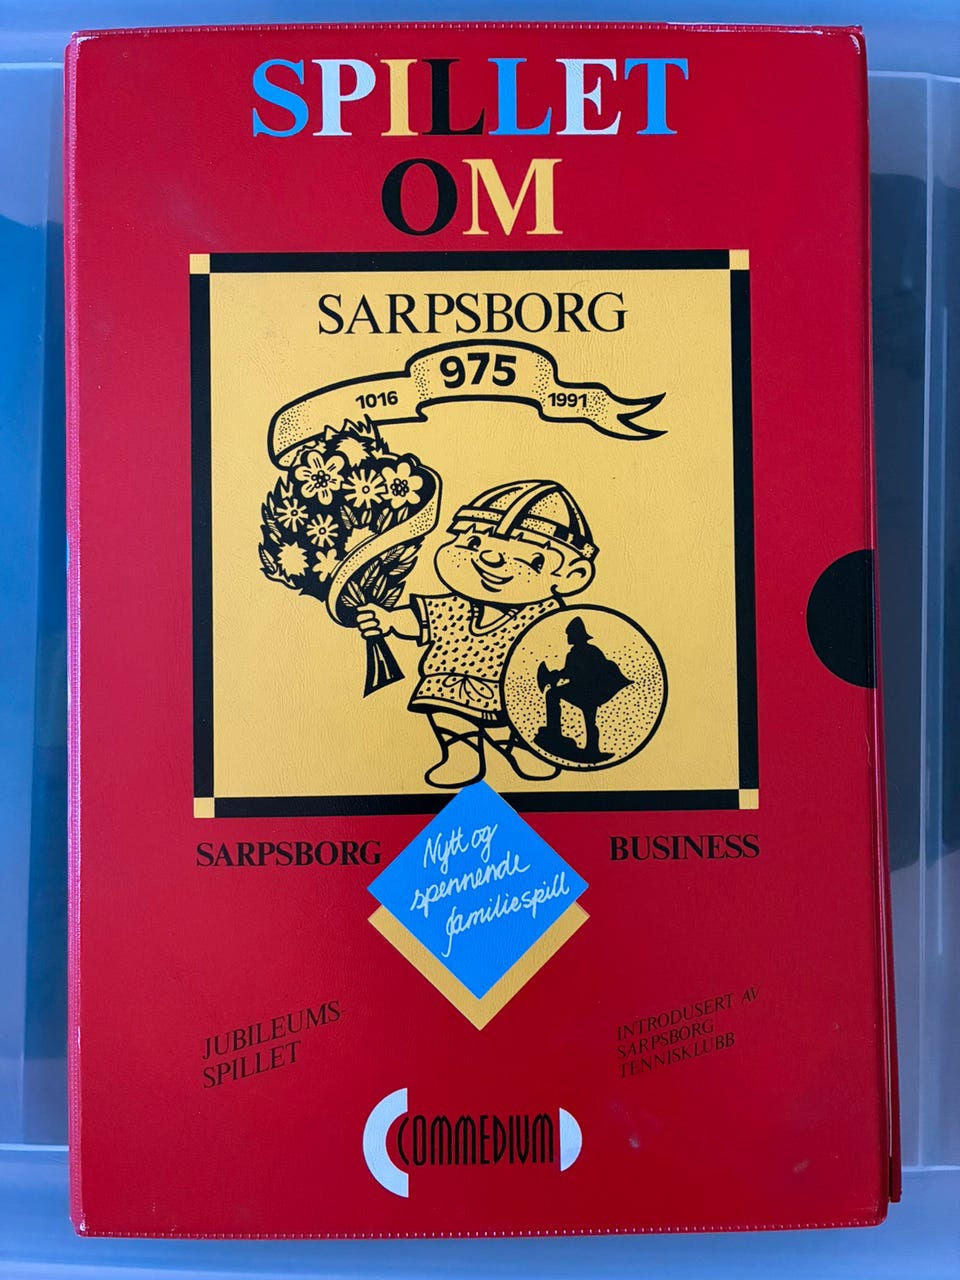 SPILLET
OM
SARPSBORG
975
1016 1991
SARPSBORG BUSINESS
Nytt og
spennende
familiespill
JUBILEUMS-
SPILLET
INTRODUSERT AV
SARPSBORG
TENNISKLUBB
COMMEDIUM